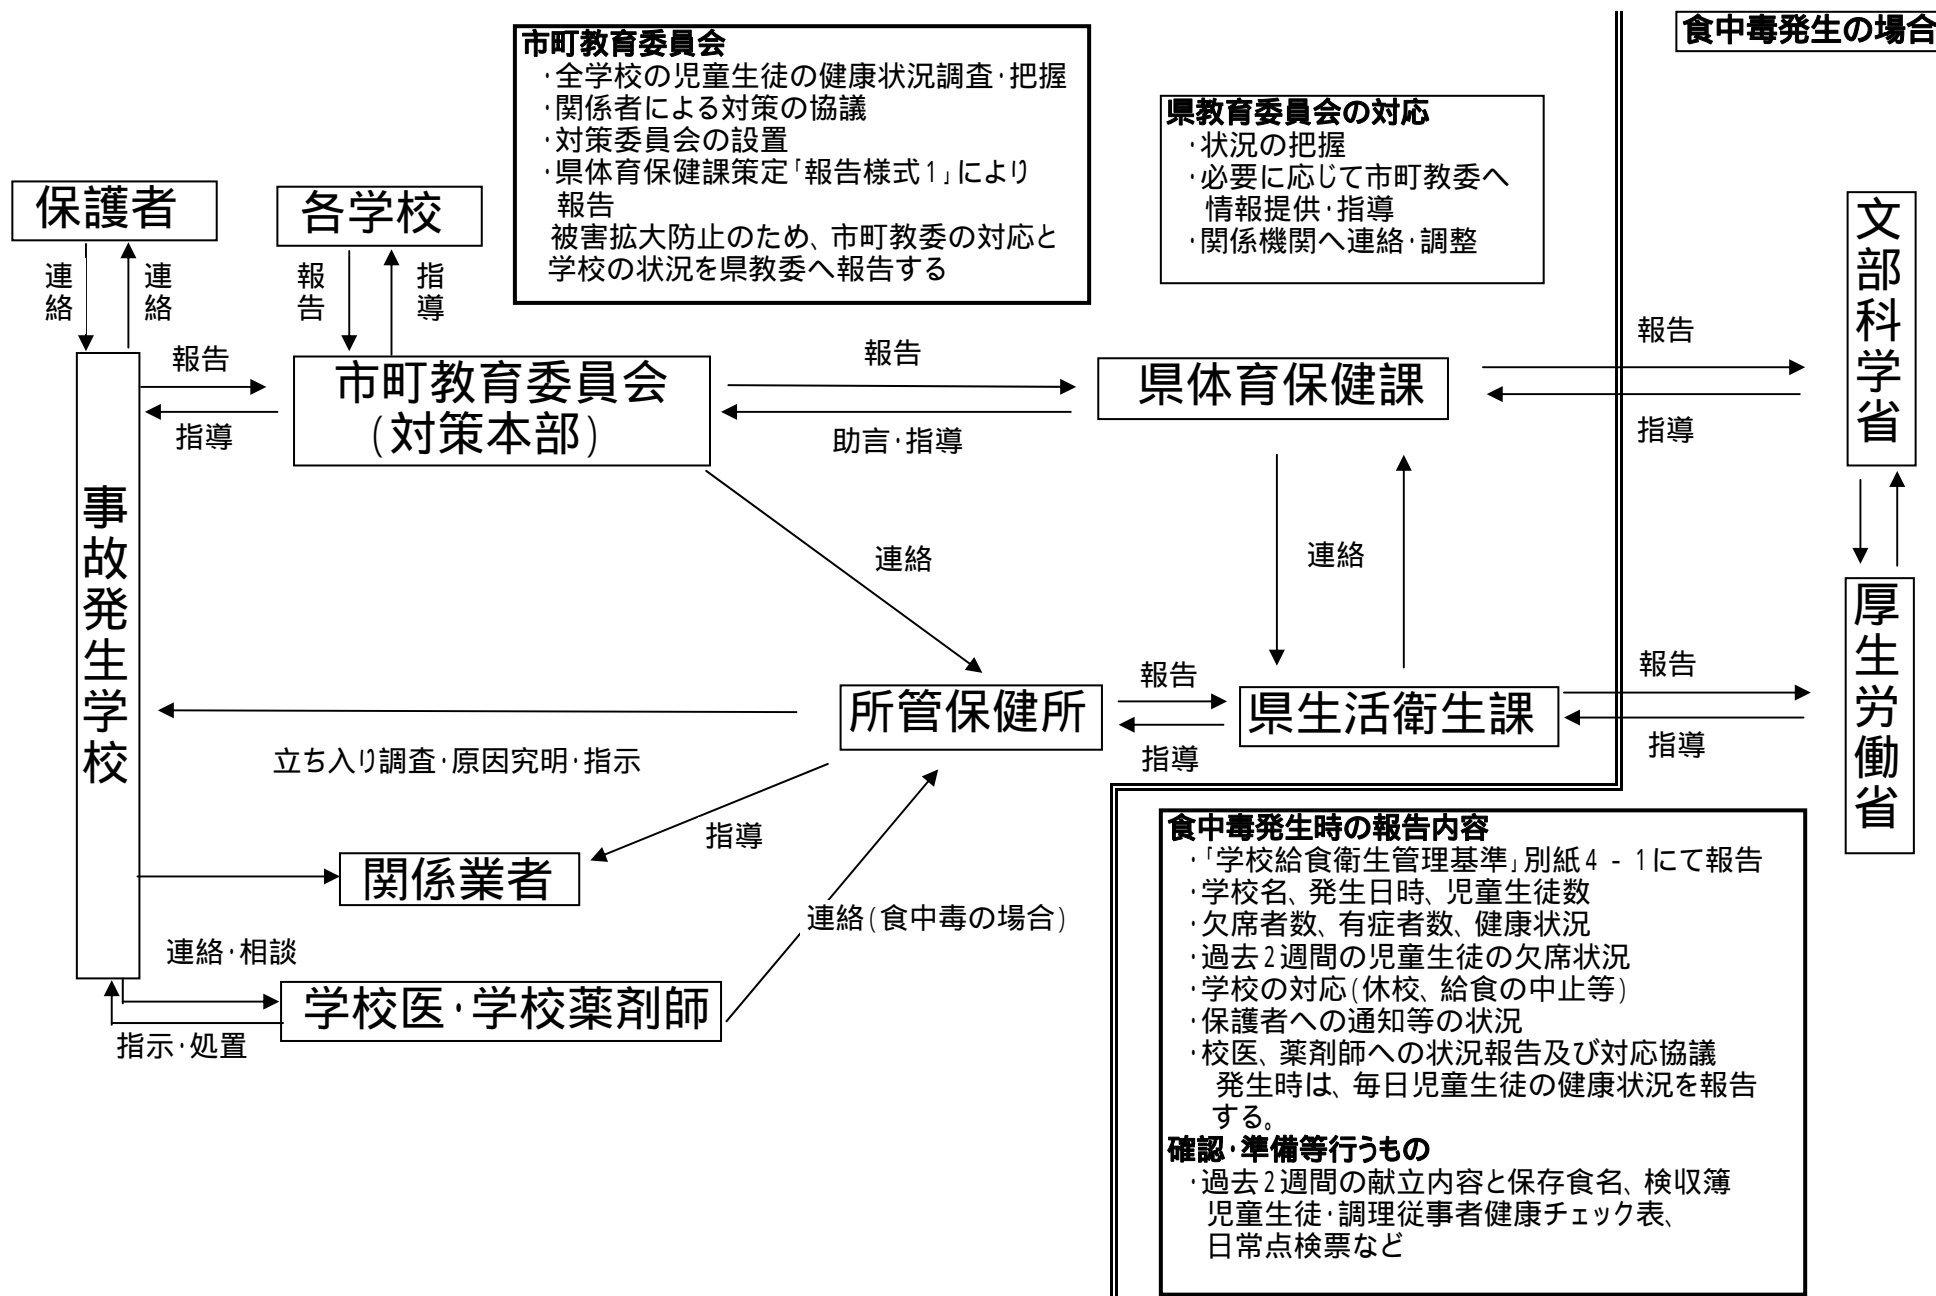 食中毒発生の場合
市町教育委員会
・全学校の児童生徒の健康状況調査・把握
・関係者による対策の協議
・対策委員会の設置
・県体育保健課策定「報告様式1」により
報告
被害拡大防止のため、市町教委の対応と
学校の状況を県教委へ報告する
県教育委員会の対応
・状況の把握
・必要に応じて市町教委へ
情報提供・指導
・関係機関へ連絡・調整
保護者
各学校
連絡
連絡
報告
指導
文部科学省
報告
指導
市町教育委員会
(対策本部)
報告
助言・指導
県体育保健課
報告
指導
事故発生学校
連絡
連絡
厚生労働省
所管保健所
報告
指導
県生活衛生課
報告
指導
立ち入り調査・原因究明・指示
指導
関係業者
連絡(食中毒の場合)
連絡・相談
学校医・学校薬剤師
指示・処置
食中毒発生時の報告内容
・「学校給食衛生管理基準」別紙4 - 1にて報告
・学校名、発生日時、児童生徒数
・欠席者数、有症者数、健康状況
・過去2週間の児童生徒の欠席状況
・学校の対応(休校、給食の中止等)
・保護者への通知等の状況
・校医、薬剤師への状況報告及び対応協議
発生時は、毎日児童生徒の健康状況を報告
する。
確認・準備等行うもの
・過去2週間の献立内容と保存食名、検収簿
児童生徒・調理従事者健康チェック表、
日常点検票など